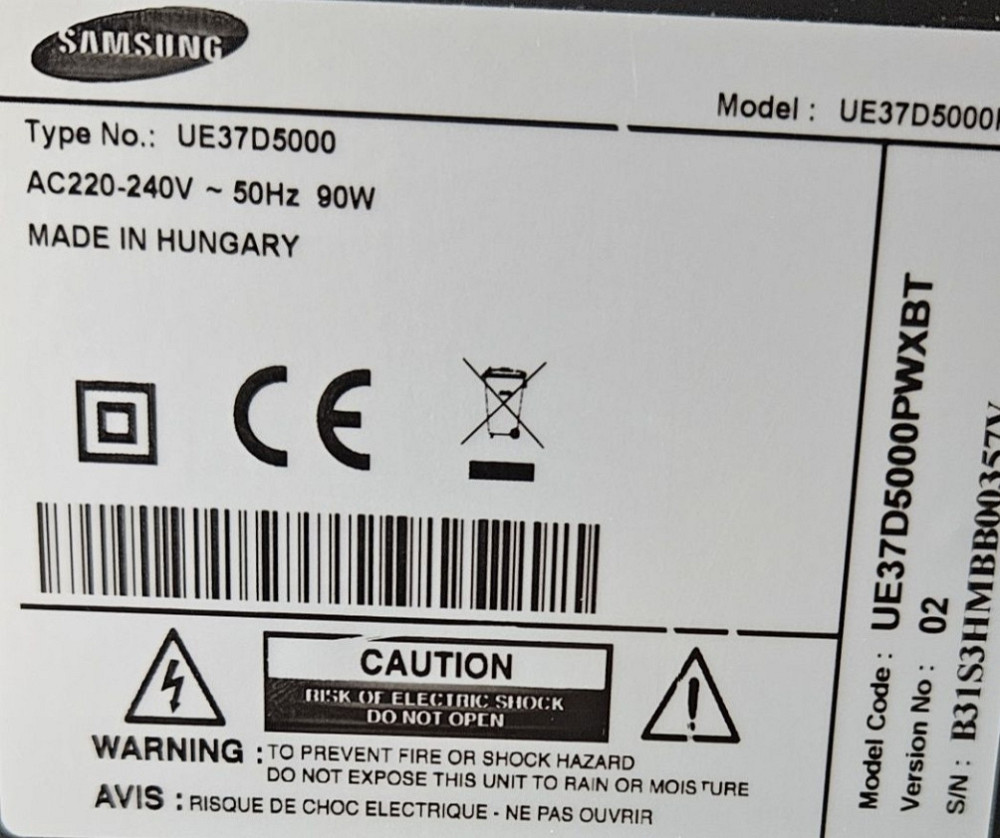 SAMSUNG
Model : UE37D5000
Type No.: UE37D5000
AC220-240V ~ 50Hz 90W
MADE IN HUNGARY
CE
CAUTION
RISK OF ELECTRIC SHOCK
DO NOT OPEN
WARNING : TO PREVENT FIRE OR SHOCK HAZARD
DO NOT EXPOSE THIS UNIT TO RAIN OR MOISTURE
AVIS : RISQUE DE CHOC ELECTRIQUE - NE PAS OUVRIR
Model Code : UE37D5000PWXBT
Version No : 02
S/N : B31S3HMBB00357V